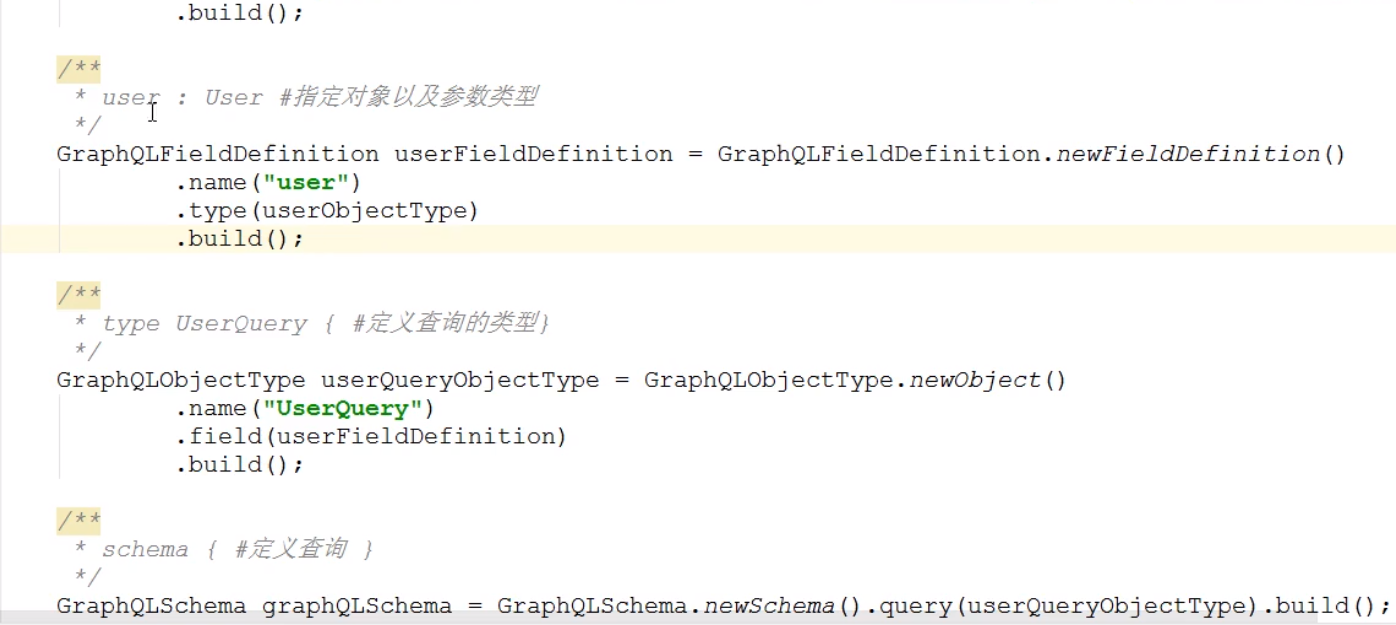 .build();
/**
* user : User #指定对象以及参数类型
*/
GraphQLFieldDefinition userFieldDefinition = GraphQLFieldDefinition.newFieldDefinition()
.name("user")
.type(userObjectType)
.build();
/**
* type UserQuery { #定义查询的类型}
*/
GraphQLObjectType userQueryObjectType = GraphQLObjectType.newObject()
.name("UserQuery")
.field(userFieldDefinition)
.build();
/**
* schema { #定义查询 }
*/
GraphQLSchema graphQLSchema = GraphQLSchema.newSchema().query(userQueryObjectType).build();